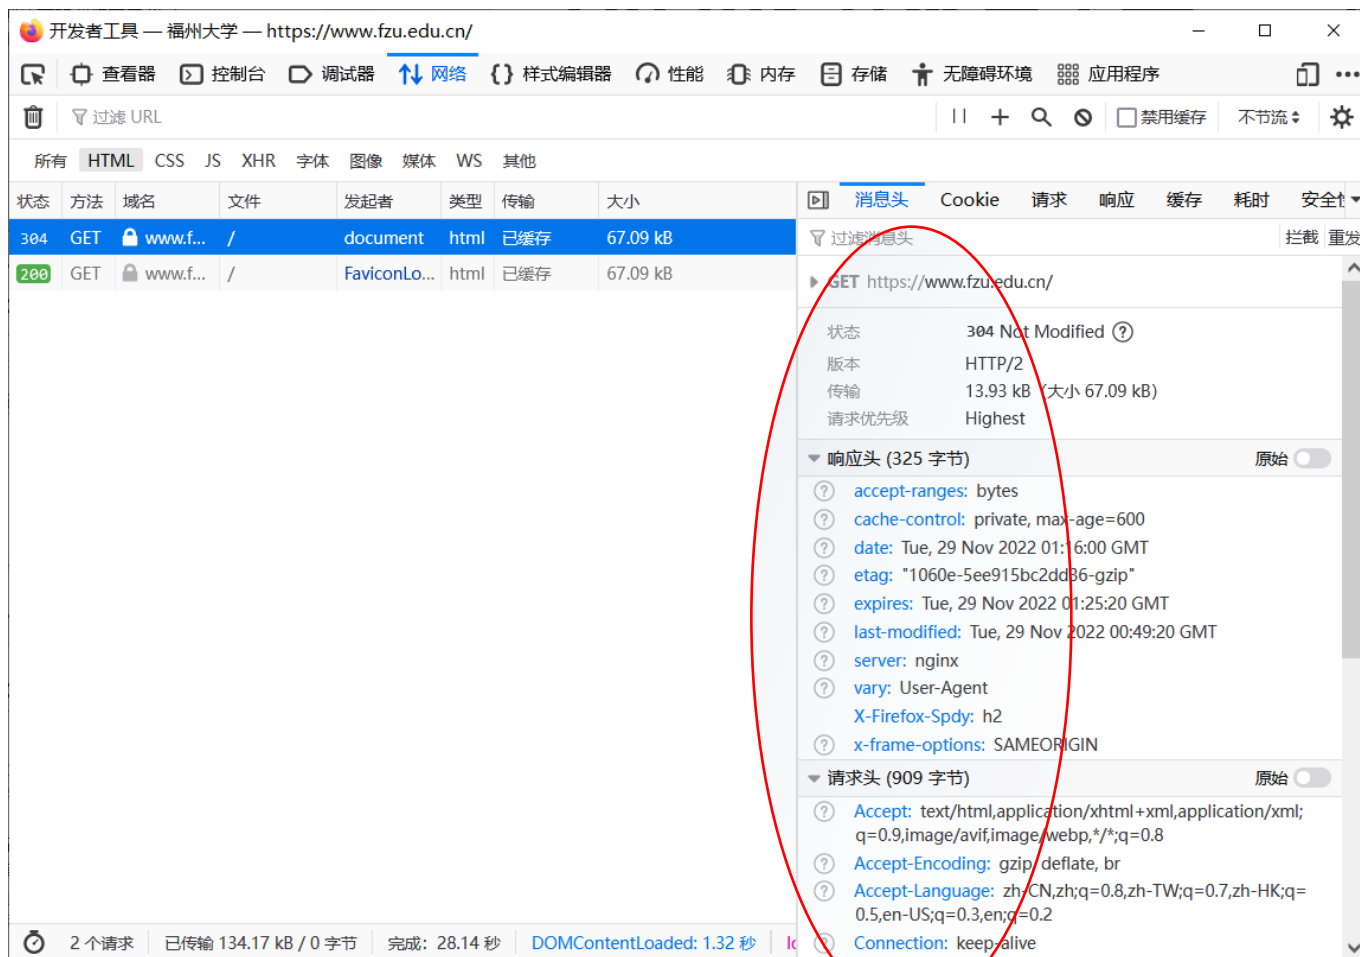 开发者工具 — 福州大学 — https://www.fzu.edu.cn/
查看器 控制台 调试器 网络 样式编辑器 性能 内存 存储 无障碍环境 应用程序
过滤 URL 禁用缓存 不节流
所有 HTML CSS JS XHR 字体 图像 媒体 WS 其他
状态 方法 域名 文件 发起者 类型 传输 大小
304 GET www.f... / document html 已缓存 67.09 kB
200 GET www.f... / FaviconLo... html 已缓存 67.09 kB
消息头 Cookie 请求 响应 缓存 耗时 安全性
过滤消息头 拦截 重发
GET https://www.fzu.edu.cn/
状态 304 Not Modified ?
版本 HTTP/2
传输 13.93 kB (大小 67.09 kB)
请求优先级 Highest
响应头 (325 字节) 原始
? accept-ranges: bytes
? cache-control: private, max-age=600
? date: Tue, 29 Nov 2022 01:16:00 GMT
? etag: "1060e-5ee915bc2dd36-gzip"
? expires: Tue, 29 Nov 2022 01:25:20 GMT
? last-modified: Tue, 29 Nov 2022 00:49:20 GMT
? server: nginx
? vary: User-Agent
X-Firefox-Spdy: h2
? x-frame-options: SAMEORIGIN
请求头 (909 字节) 原始
? Accept: text/html,application/xhtml+xml,application/xml;
q=0.9,image/avif,image/webp,*/*;q=0.8
? Accept-Encoding: gzip, deflate, br
? Accept-Language: zh-CN,zh;q=0.8,zh-TW;q=0.7,zh-HK;q=
0.5,en-US;q=0.3,en;q=0.2
? Connection: keep-alive
2 个请求 已传输 134.17 kB / 0 字节 完成: 28.14 秒 DOMContentLoaded: 1.32 秒